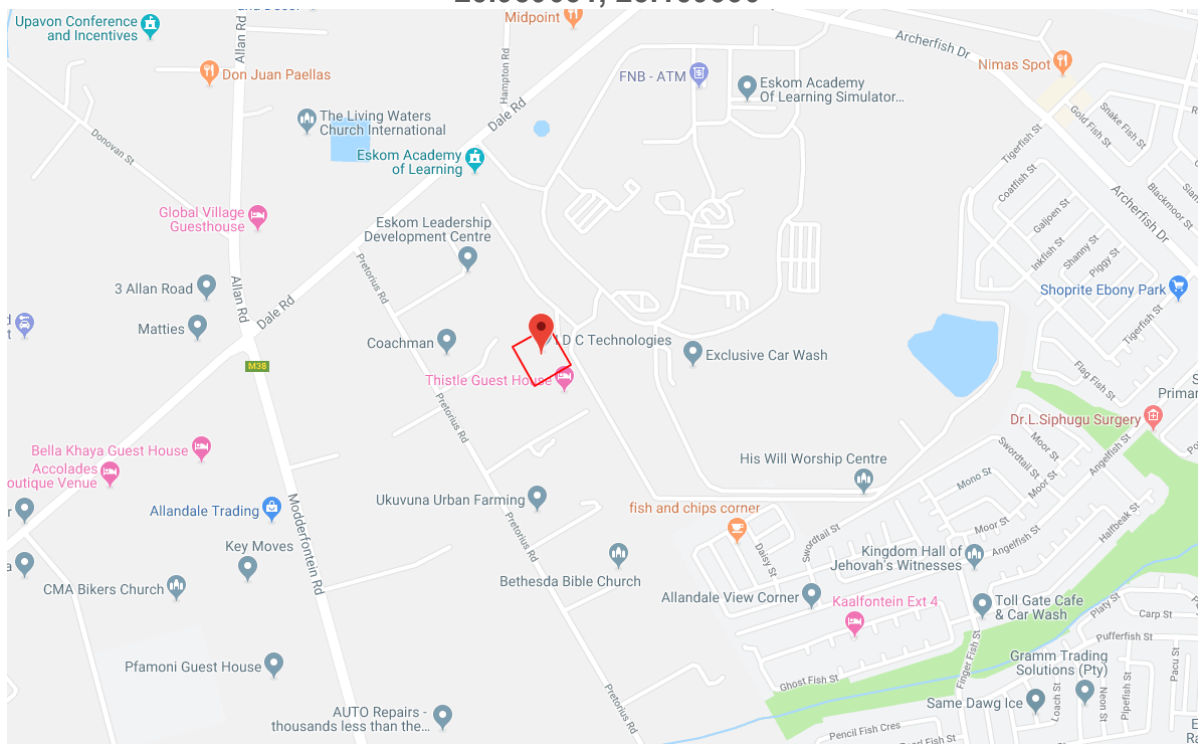 Upavon Conference
and Incentives
Allan Rd
Midpoint
Don Juan Paellas
Hampton Rd
FNB - ATM
Archerfish Dr
Nimas Spot
Eskom Academy
Of Learning Simulator...
The Living Waters
Church International
Dale Rd
Donovan St
Eskom Academy
of Learning
Tigerfish St
Gold Fish St
Snake Fish St
Coatfish St
Archerfish Dr
Blackmoor St
Galjoen St
Global Village
Guesthouse
Eskom Leadership
Development Centre
Inkfish St
Shanny St
Piggy St
3 Allan Road
Allan Rd
Dale Rd
Pretorius Rd
Shoprite Ebony Park
Matties
Coachman
I D C Technologies
Exclusive Car Wash
Tigerfish St
M38
Thistle Guest House
Flag Fish St
Primar
Dr.L.Siphugu Surgery
Pretorius Rd
Bella Khaya Guest House
Accolades
outique Venue
His Will Worship Centre
Swordtail St
Moor St
Angelfish St
Mono St
Moor St
Ukuvuna Urban Farming
Allandale Trading
Modderfontein Rd
fish and chips corner
Pretorius Rd
Key Moves
Daisy St
Swordtail St
Moor St
Angelfish St
Halfbeak St
Kingdom Hall of
Jehovah's Witnesses
CMA Bikers Church
Bethesda Bible Church
Allandale View Corner
Kaalfontein Ext 4
Toll Gate Cafe
& Car Wash
Platy St
Carp St
Pufferfish St
Pfamoni Guest House
Ghost Fish St
Finger Fish St
Gramm Trading
Solutions (Pty)
Pacu St
Pretorius Rd
Same Dawg Ice
Loach St
Neon St
Pipefish St
AUTO Repairs -
thousands less than the...
Pencil Fish Cres